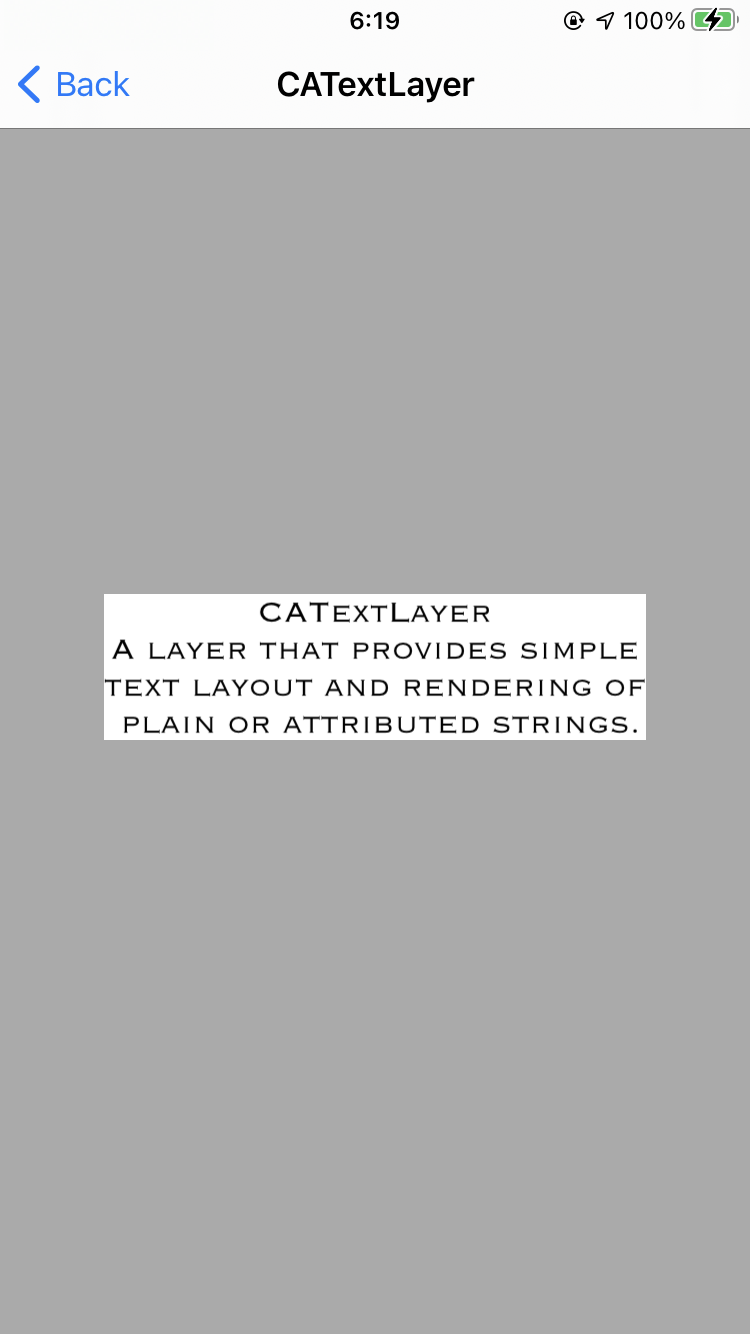 6:19
100%
Back
CATextLayer
CATextLayer
A layer that provides simple
text layout and rendering of
plain or attributed strings.